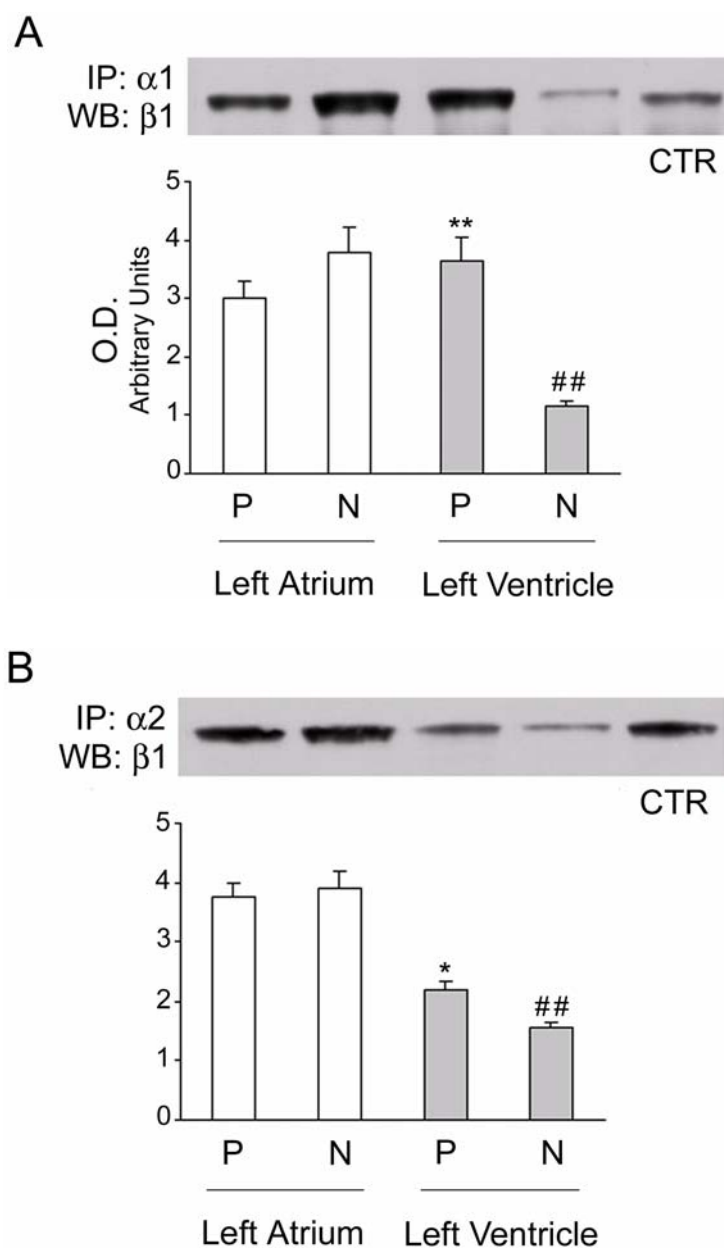 A
IP: α1
WB: β1
CTR
O.D.
Arbitrary Units
5
4
3
2
1
0
**
##
P N P N
Left Atrium Left Ventricle
B
IP: α2
WB: β1
CTR
5
4
3
2
1
0
*
##
P N P N
Left Atrium Left Ventricle